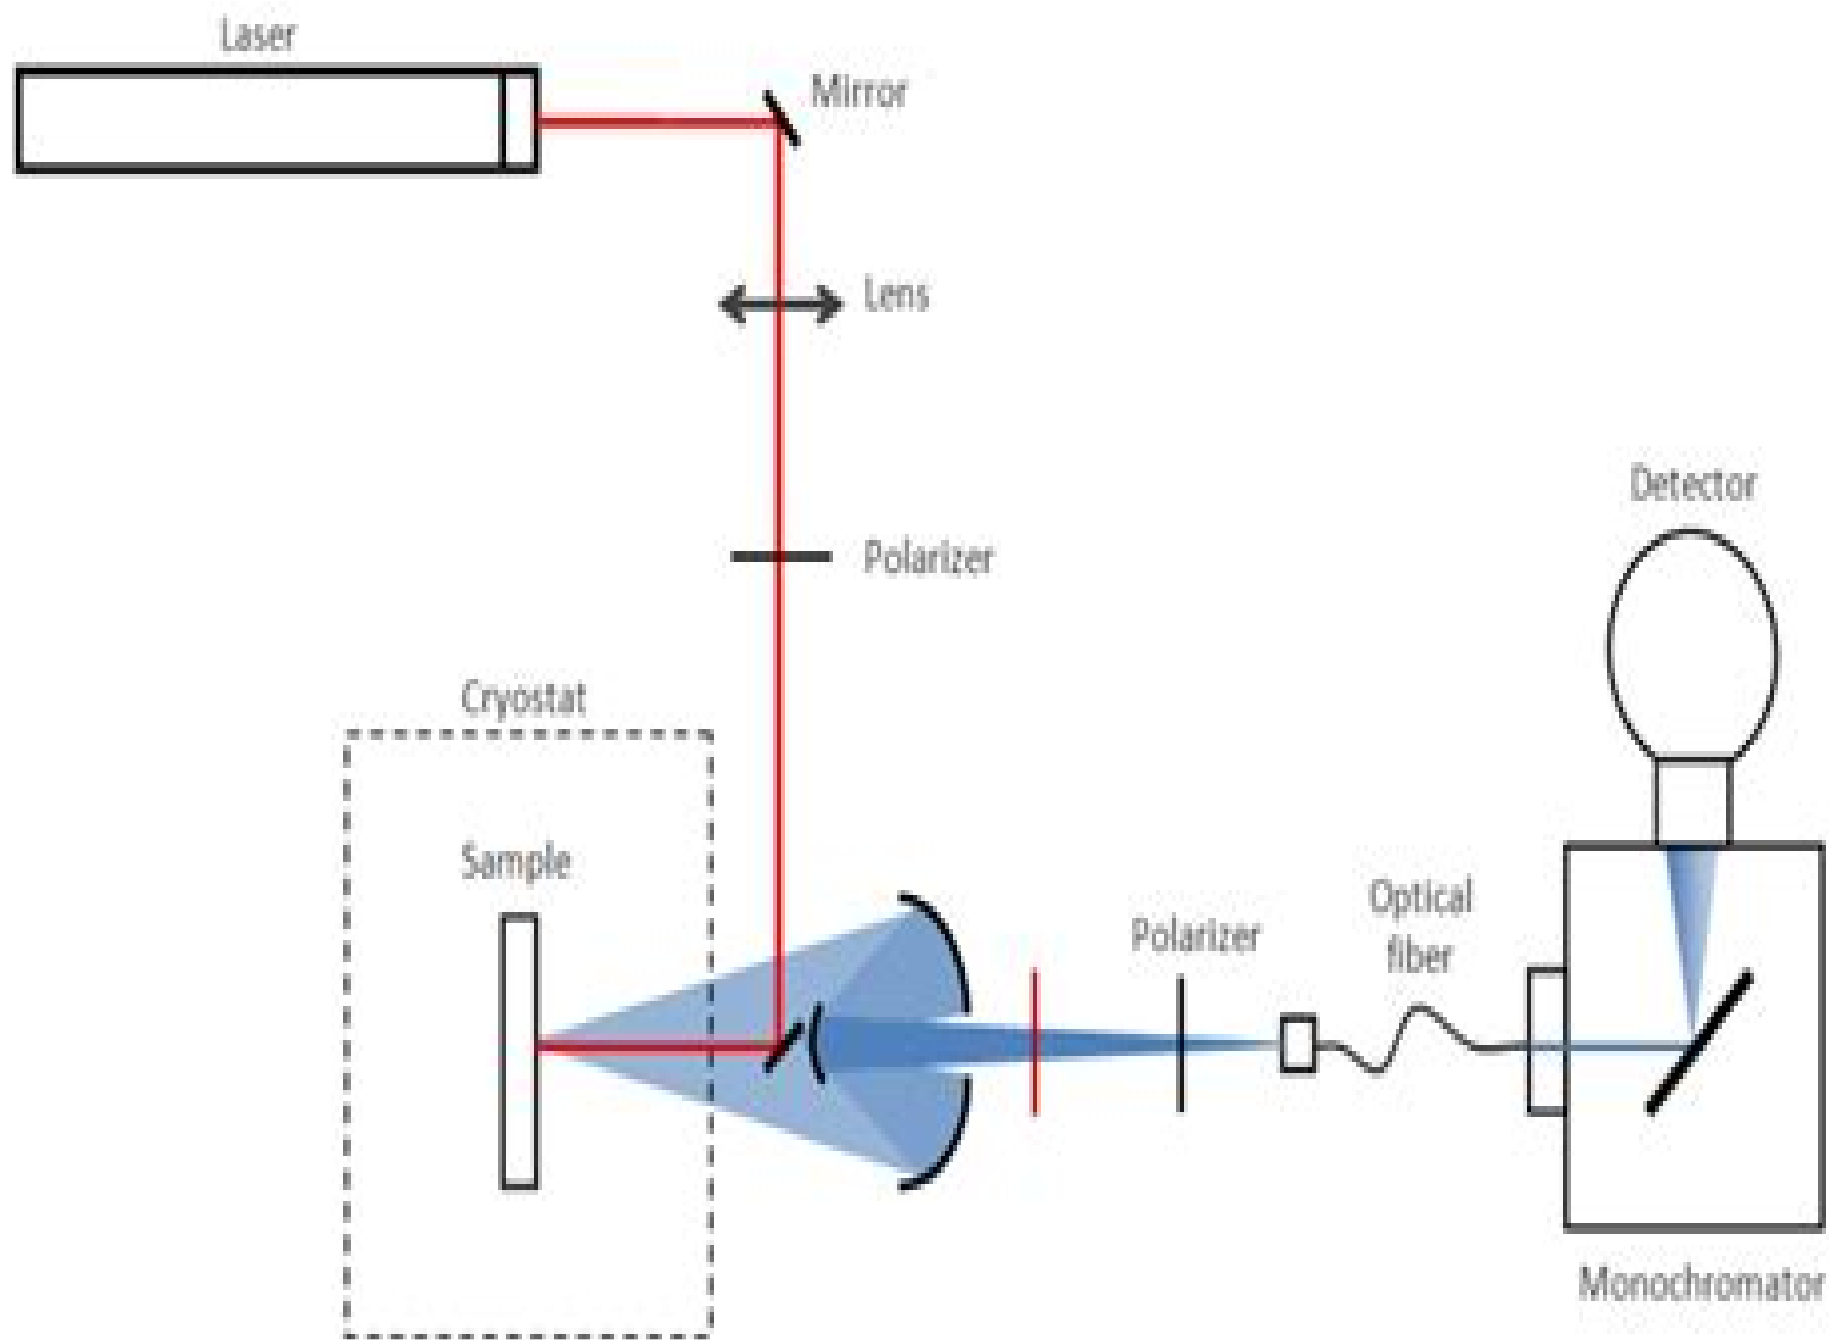 Laser
Mirror
Lens
Polarizer
Detector
Cryostat
Sample
Polarizer
Optical
fiber
Monochromator